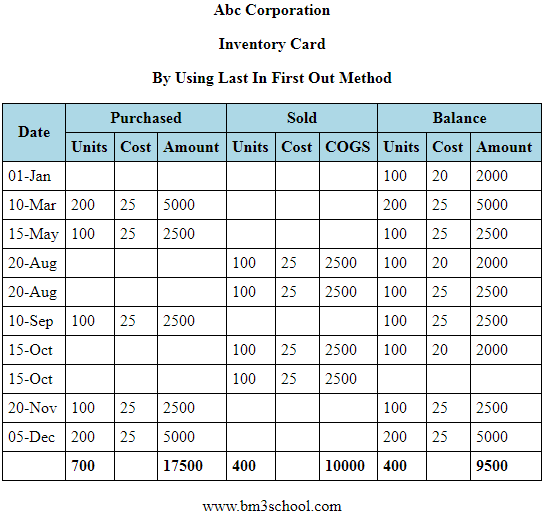 Abc Corporation
Inventory Card
By Using Last In First Out Method
Date Purchased Sold Balance
Units Cost Amount Units Cost COGS Units Cost Amount
01-Jan 100 20 2000
10-Mar 200 25 5000 200 25 5000
15-May 100 25 2500 100 25 2500
20-Aug 100 25 2500 100 20 2000
20-Aug 100 25 2500 100 25 2500
10-Sep 100 25 2500 100 25 2500
15-Oct 100 25 2500 100 20 2000
15-Oct 100 25 2500
20-Nov 100 25 2500 100 25 2500
05-Dec 200 25 5000 200 25 5000
700 17500 400 10000 400 9500
www.bm3school.com